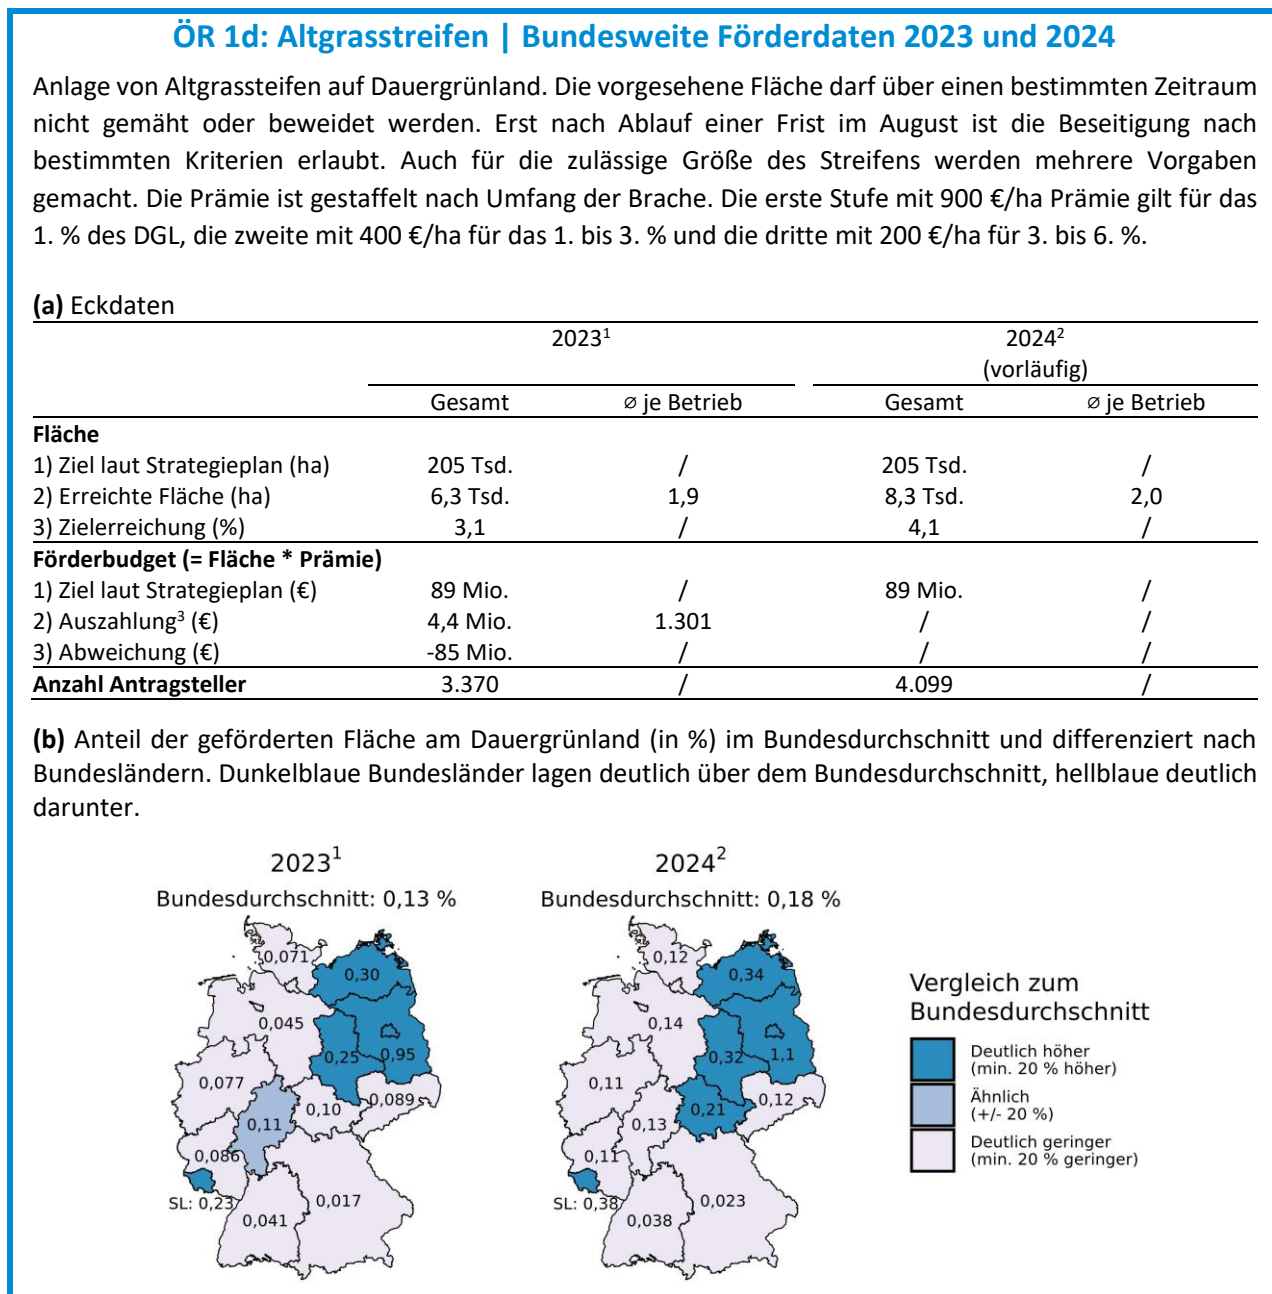 ÖR 1d: Altgrasstreifen | Bundesweite Förderdaten 2023 und 2024
Anlage von Altgrassteifen auf Dauergrünland. Die vorgesehene Fläche darf über einen bestimmten Zeitraum
nicht gemäht oder beweidet werden. Erst nach Ablauf einer Frist im August ist die Beseitigung nach
bestimmten Kriterien erlaubt. Auch für die zulässige Größe des Streifens werden mehrere Vorgaben
gemacht. Die Prämie ist gestaffelt nach Umfang der Brache. Die erste Stufe mit 900 €/ha Prämie gilt für das
1. % des DGL, die zweite mit 400 €/ha für das 1. bis 3. % und die dritte mit 200 €/ha für 3. bis 6. %.
(a) Eckdaten
2023¹ 2024²
(vorläufig)
Gesamt ⌀ je Betrieb Gesamt ⌀ je Betrieb
Fläche
1) Ziel laut Strategieplan (ha) 205 Tsd. / 205 Tsd. /
2) Erreichte Fläche (ha) 6,3 Tsd. 1,9 8,3 Tsd. 2,0
3) Zielerreichung (%) 3,1 / 4,1 /
Förderbudget (= Fläche * Prämie)
1) Ziel laut Strategieplan (€) 89 Mio. / 89 Mio. /
2) Auszahlung³ (€) 4,4 Mio. 1.301 / /
3) Abweichung (€) -85 Mio. / / /
Anzahl Antragsteller 3.370 / 4.099 /
(b) Anteil der geförderten Fläche am Dauergrünland (in %) im Bundesdurchschnitt und differenziert nach
Bundesländern. Dunkelblaue Bundesländer lagen deutlich über dem Bundesdurchschnitt, hellblaue deutlich
darunter.
2023¹
Bundesdurchschnitt: 0,13 %
0,071
0,30
0,045
0,25
0,95
0,077
0,11
0,10
0,089
0,086
SL: 0,23
0,041
0,017
2024²
Bundesdurchschnitt: 0,18 %
0,12
0,34
0,14
0,32
1,1
0,11
0,13
0,21
0,12
0,11
SL: 0,38
0,038
0,023
Vergleich zum
Bundesdurchschnitt
Deutlich höher
(min. 20 % höher)
Ähnlich
(+/- 20 %)
Deutlich geringer
(min. 20 % geringer)